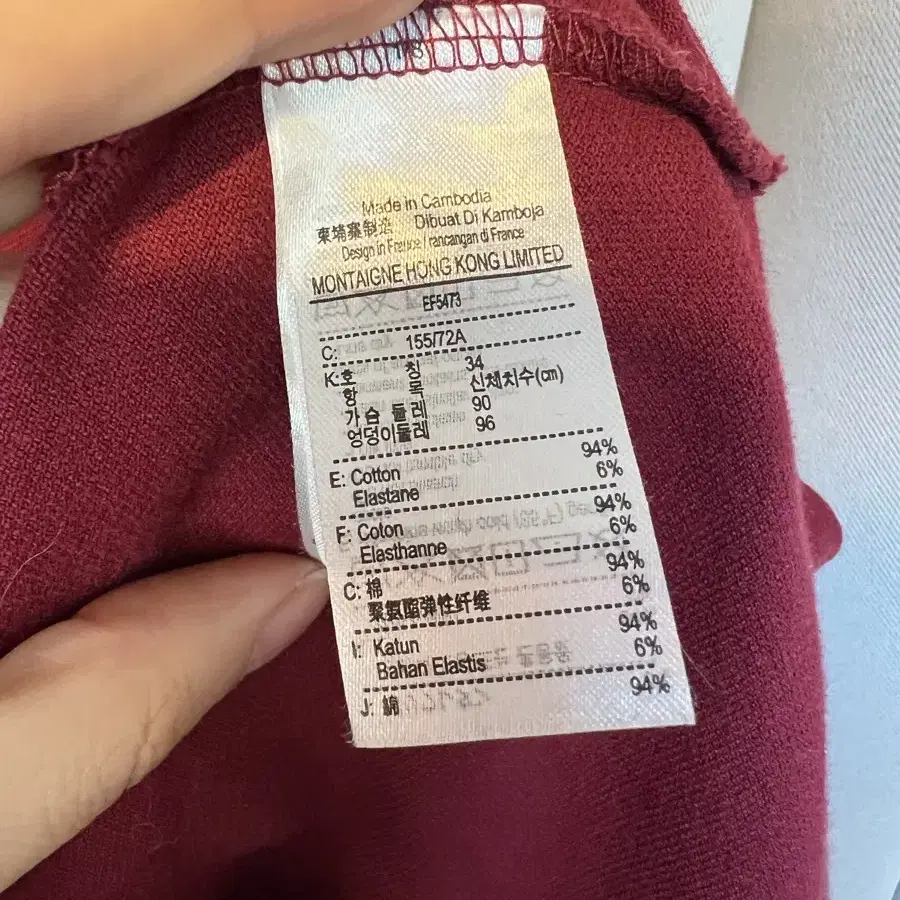 Made in Cambodia
柬埔寨制造 Dibuat Di Kamboja
Design in France / rancangan di France
MONTAIGNE HONG KONG LIMITED
EF5473
C: 155/72A
K:호 칭 34
항 목 신체치수(cm)
가 슴 둘 레 90
엉덩이둘레 96
E: Cotton 94%
Elastane 6%
F: Coton 94%
Elasthanne 6%
C: 棉 94%
聚氨酯弹性纤维 6%
I: Katun 94%
Bahan Elastis 6%
J: 綿 94%